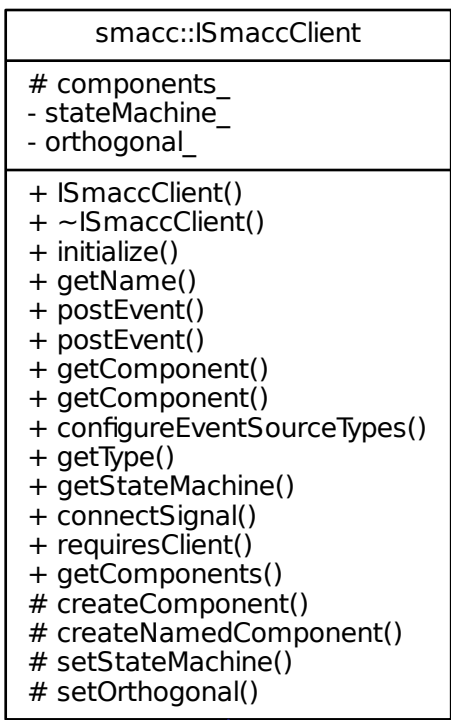 smacc::ISmaccClient
# components_
- stateMachine_
- orthogonal_
+ ISmaccClient()
+ ~ISmaccClient()
+ initialize()
+ getName()
+ postEvent()
+ postEvent()
+ getComponent()
+ getComponent()
+ configureEventSourceTypes()
+ getType()
+ getStateMachine()
+ connectSignal()
+ requiresClient()
+ getComponents()
# createComponent()
# createNamedComponent()
# setStateMachine()
# setOrthogonal()